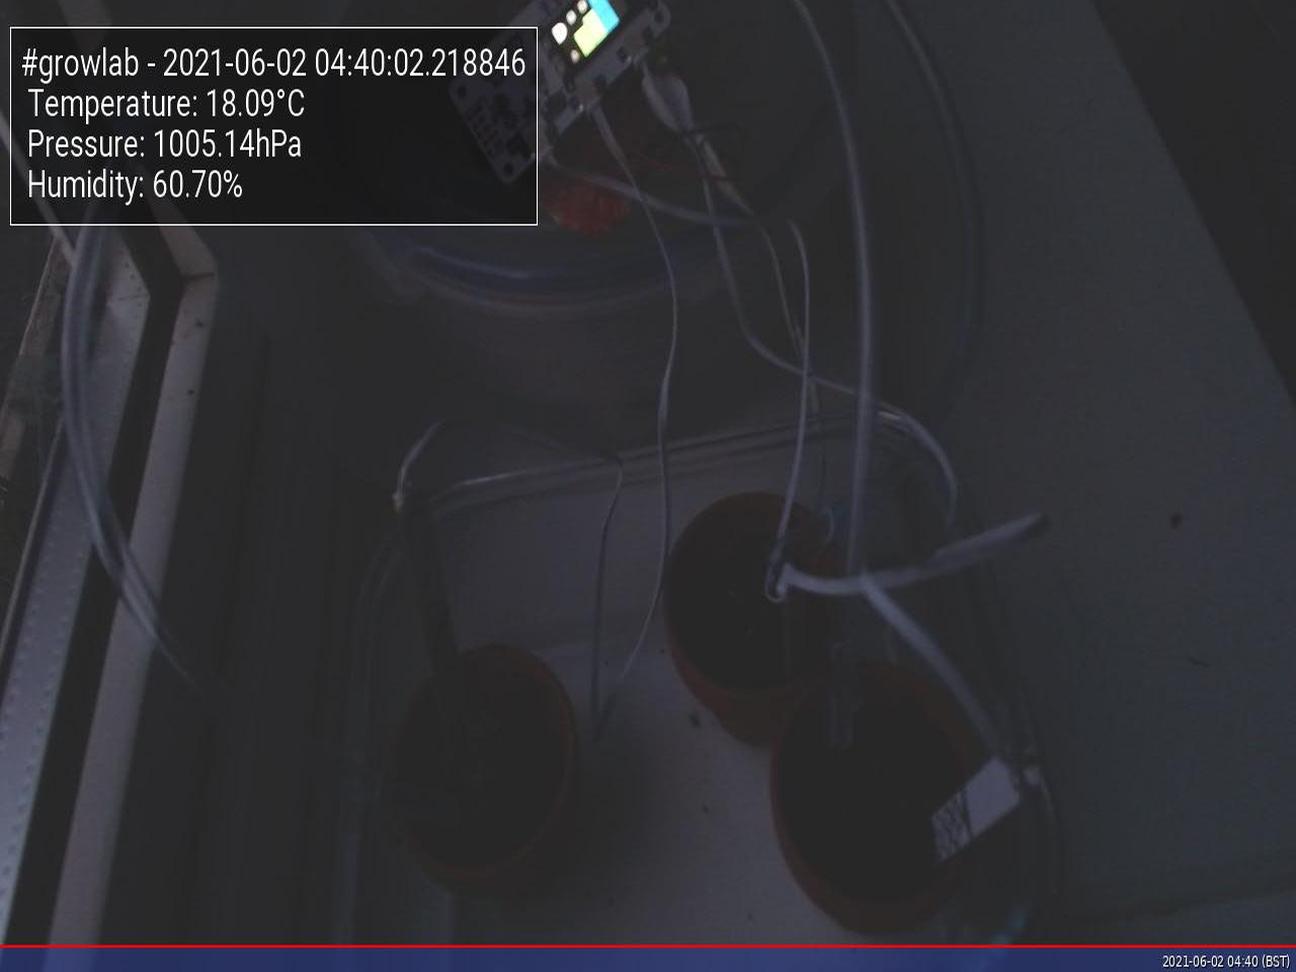 #growlab - 2021-06-02 04:40:02.218846
Temperature: 18.09°C
Pressure: 1005.14hPa
Humidity: 60.70%
2021-06-02 04:40 (BST)